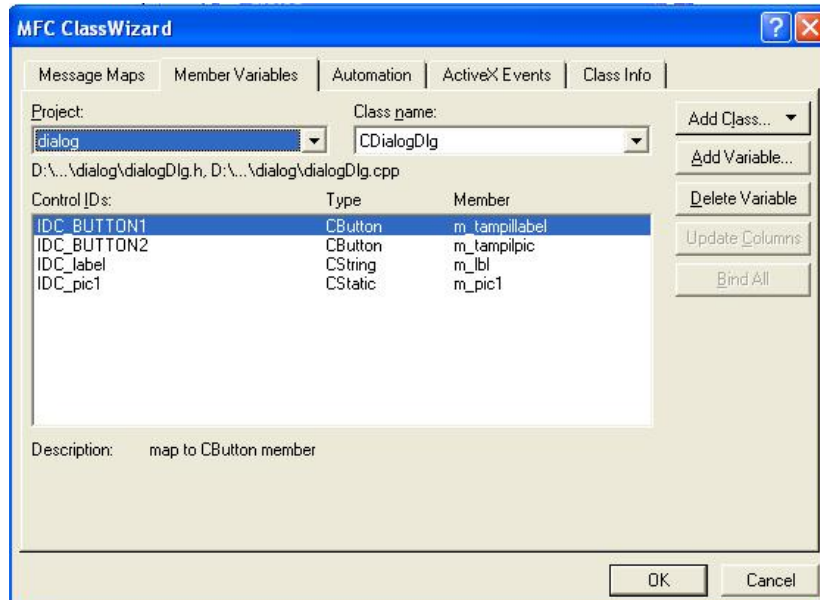 MFC ClassWizard
Message Maps Member Variables Automation ActiveX Events Class Info
Project: Class name:
dialog CDialogDlg
Add Class...
D:\...\dialog\dialogDlg.h, D:\...\dialog\dialogDlg.cpp
Add Variable...
Control IDs: Type Member
Delete Variable
IDC_BUTTON1 CButton m_tampillabel
IDC_BUTTON2 CButton m_tampilpic
Update Columns
IDC_label CString m_lbl
IDC_pic1 CStatic m_pic1
Bind All
Description: map to CButton member
OK Cancel